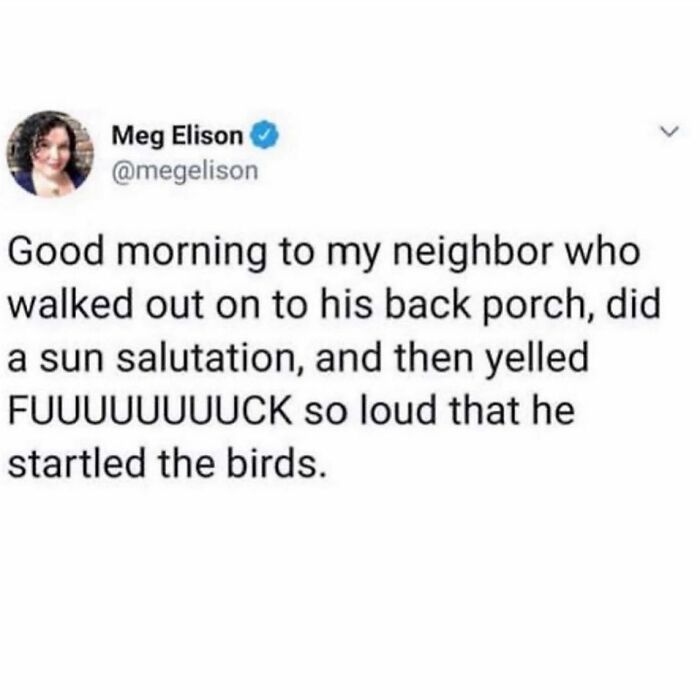 Meg Elison
@megelison
Good morning to my neighbor who
walked out on to his back porch, did
a sun salutation, and then yelled
FUUUUUUUUCK so loud that he
startled the birds.